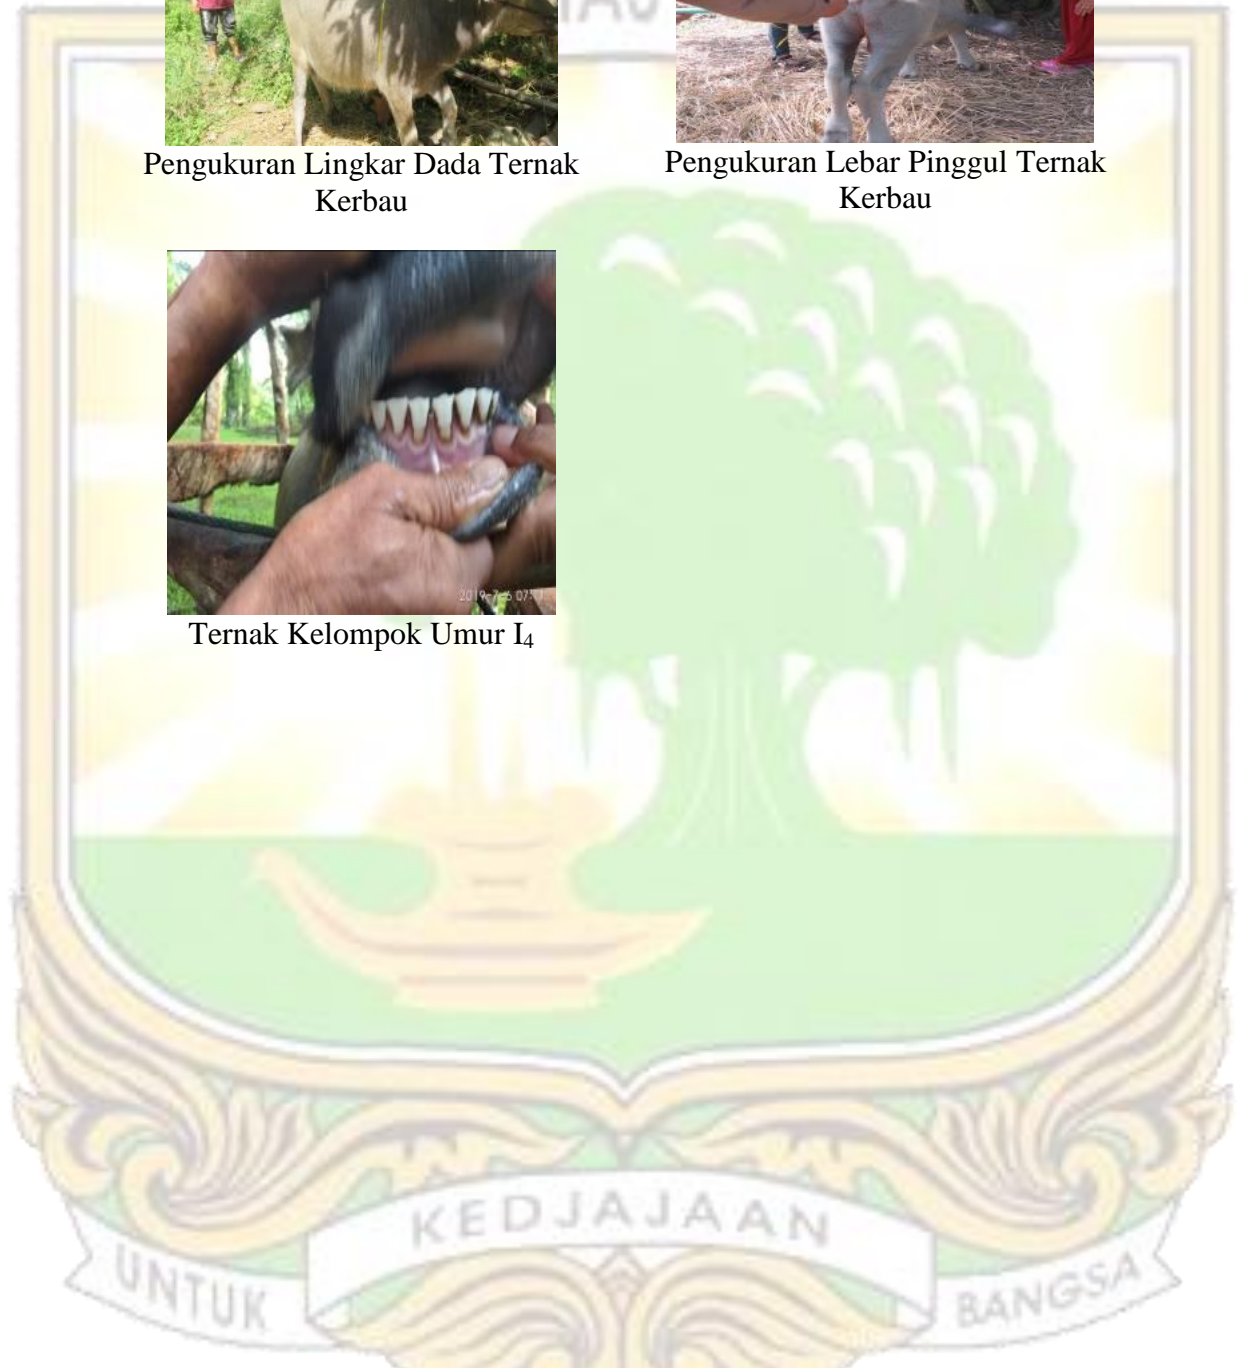 Pengukuran Lingkar Dada Ternak
Kerbau
Pengukuran Lebar Pinggul Ternak
Kerbau
Ternak Kelompok Umur I₄
UNTUK
KEDJAJAAN
BANGSA